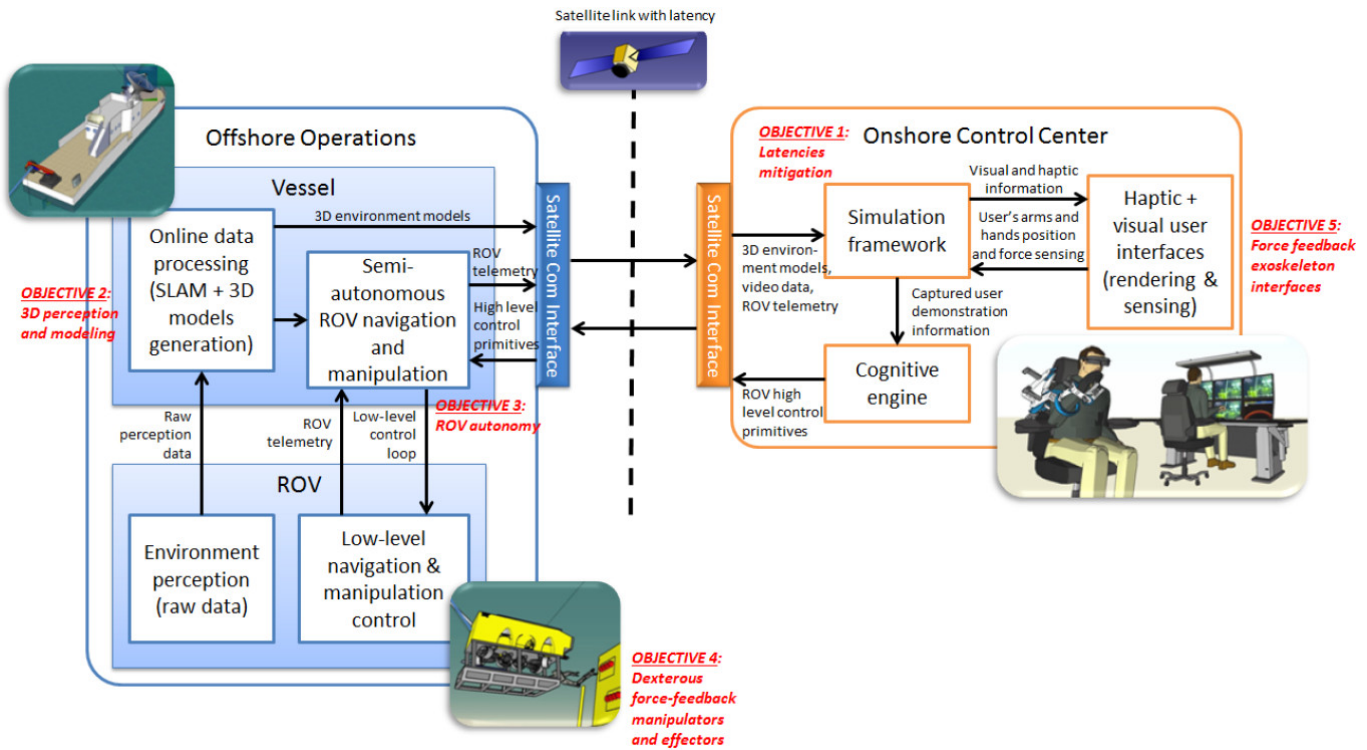 Satellite link with latency
Offshore Operations
Vessel
Online data
processing
(SLAM + 3D
models
generation)
3D environment models
Semi-
autonomous
ROV navigation
and
manipulation
ROV
telemetry
High level
control
primitives
OBJECTIVE 2:
3D perception
and modeling
OBJECTIVE 3:
ROV autonomy
Raw
perception
data
ROV
telemetry
Low-level
control
loop
ROV
Environment
perception
(raw data)
Low-level
navigation &
manipulation
control
OBJECTIVE 4:
Dexterous
force-feedback
manipulators
and effectors
Satellite Com Interface
Satellite Com Interface
OBJECTIVE 1:
Latencies
mitigation
Onshore Control Center
Simulation
framework
Visual and haptic
information
User's arms and
hands position
and force sensing
Haptic +
visual user
interfaces
(rendering &
sensing)
OBJECTIVE 5:
Force feedback
exoskeleton
interfaces
3D environ-
ment models,
video data,
ROV telemetry
Captured user
demonstration
information
Cognitive
engine
ROV high
level control
primitives